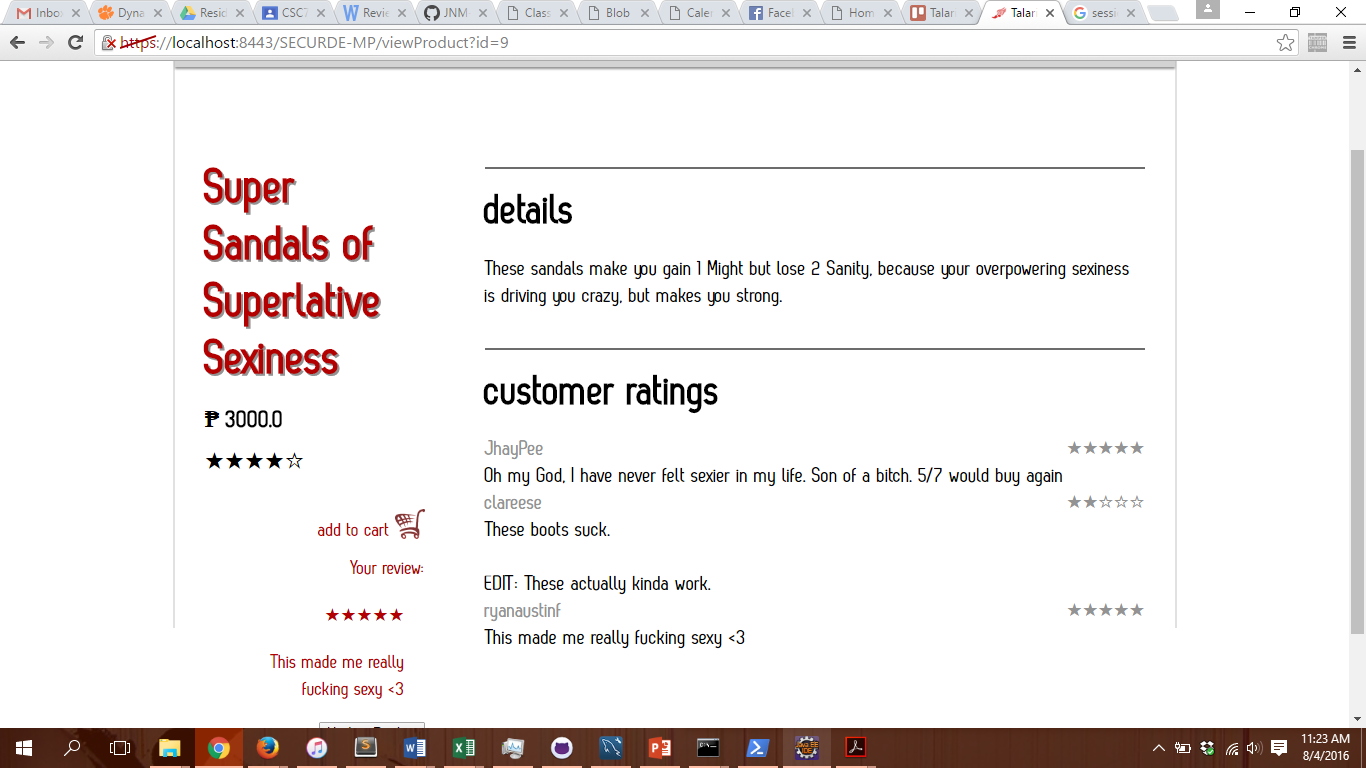 Inbox
Dyna
Resid
CSC7
Revie
JNM
Class
Blob
Caler
Facel
Hom
Talar
Talar
sessi
https://localhost:8443/SECURDE-MP/viewProduct?id=9
Super
Sandals of
Superlative
Sexiness
₱ 3000.0
★★★★☆
add to cart
Your review:
★★★★★
This made me really
fucking sexy <3
details
These sandals make you gain 1 Might but lose 2 Sanity, because your overpowering sexiness
is driving you crazy, but makes you strong.
customer ratings
JhayPee ★★★★★
Oh my God, I have never felt sexier in my life. Son of a bitch. 5/7 would buy again
clareese ★★☆☆☆
These boots suck.
EDIT: These actually kinda work.
ryanaustinf ★★★★★
This made me really fucking sexy <3
11:23 AM
8/4/2016